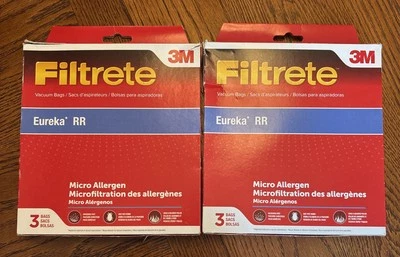 3M
Filtrete
Vacuum Bags / Sacs d'aspirateurs / Bolsas para aspiradoras
Eureka® RR
Micro Allergen
Microfiltration des allergènes
Micro Alérgenos
3 BAGS
SACS
BOLSAS
3M
Filtrete
Vacuum Bags / Sacs d'aspirateurs / Bolsas para aspiradoras
Eureka® RR
Micro Allergen
Microfiltration des allergènes
Micro Alérgenos
3 BAGS
SACS
BOLSAS